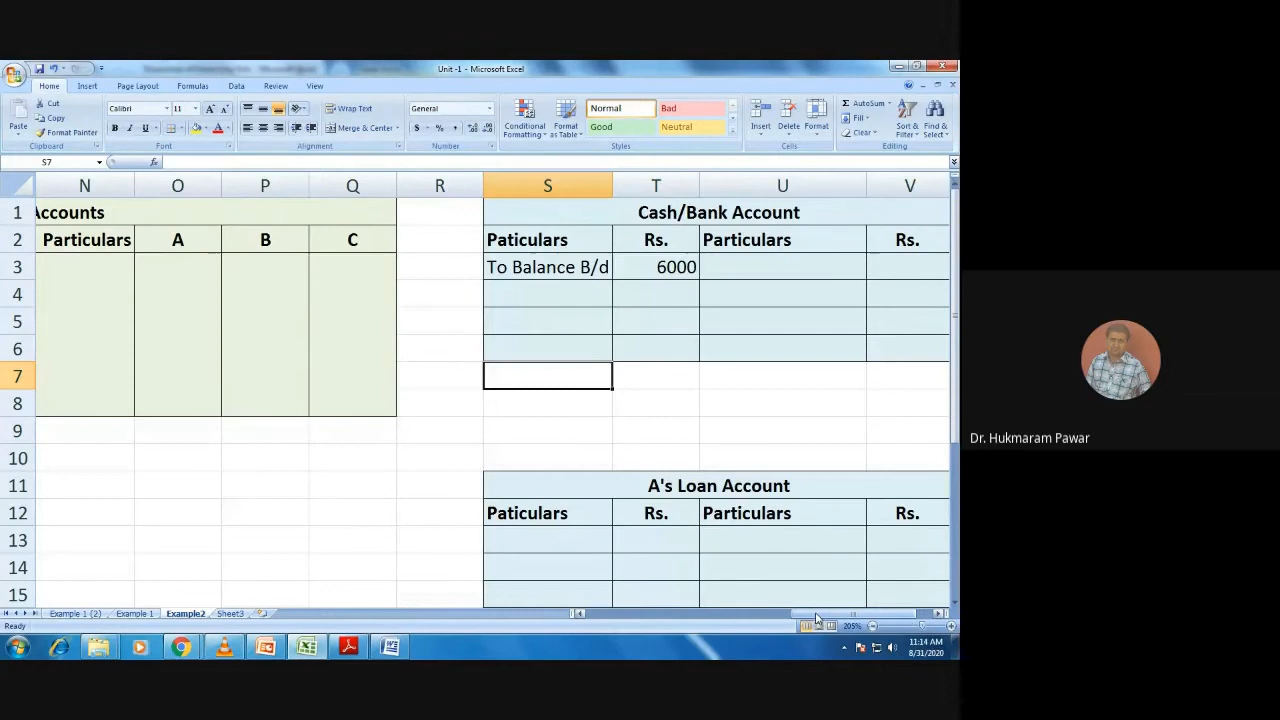 Unit -1 - Microsoft Excel
Home Insert Page Layout Formulas Data Review View
Cut
Copy
Format Painter
Paste
Clipboard
Calibri 11
B I U
Font
Wrap Text
Merge & Center
Alignment
General
$ % ,
Number
Conditional Formatting
Format as Table
Normal Bad
Good Neutral
Styles
Insert Delete Format
Cells
AutoSum
Fill
Clear
Sort & Filter
Find & Select
Editing
S7 fx
N O P Q R S T U V
1 Accounts Cash/Bank Account
2 Particulars A B C Paticulars Rs. Particulars Rs.
3 To Balance B/d 6000
4
5
6
7
8
9
10
11 A's Loan Account
12 Paticulars Rs. Particulars Rs.
13
14
15
Example 1 (2) Example 1 Example2 Sheet3
Ready 205%
11:14 AM
8/31/2020
Dr. Hukmaram Pawar